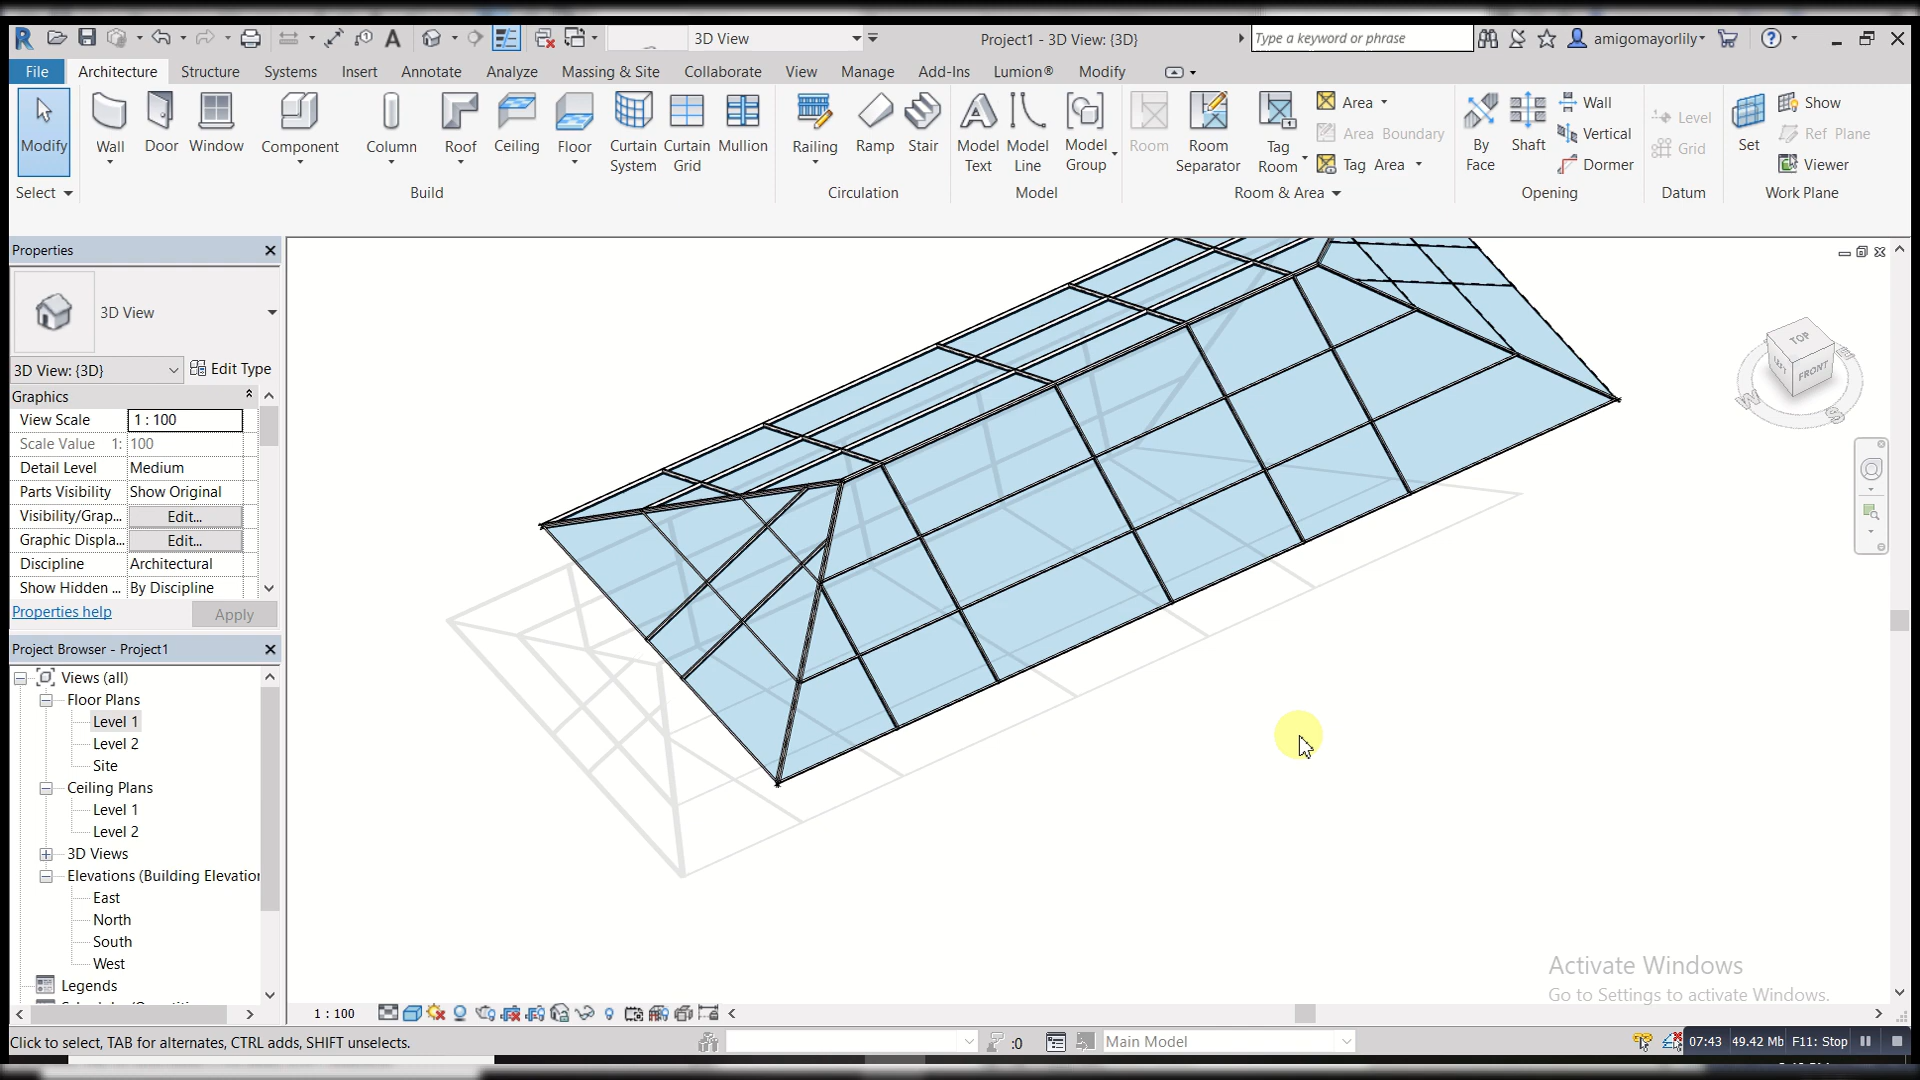 3D View
Project1 - 3D View: {3D}
Type a keyword or phrase
amigomayorlily
File Architecture Structure Systems Insert Annotate Analyze Massing & Site Collaborate View Manage Add-Ins Lumion® Modify
Modify
Wall
Door
Window
Component
Column
Roof
Ceiling
Floor
Curtain System
Curtain Grid
Mullion
Railing
Ramp
Stair
Model Text
Model Line
Model Group
Room
Room Separator
Tag Room
Area
Area Boundary
Tag Area
By Face
Shaft
Wall
Vertical
Dormer
Level
Grid
Set
Show
Ref Plane
Viewer
Select Build Circulation Model Room & Area Opening Datum Work Plane
Properties
3D View
3D View: {3D} Edit Type
Graphics
View Scale 1 : 100
Scale Value 1: 100
Detail Level Medium
Parts Visibility Show Original
Visibility/Grap... Edit...
Graphic Displa... Edit...
Discipline Architectural
Show Hidden ... By Discipline
Properties help Apply
Project Browser - Project1
Views (all)
Floor Plans
Level 1
Level 2
Site
Ceiling Plans
Level 1
Level 2
3D Views
Elevations (Building Elevation
East
North
South
West
Legends
TOP
LEFT
FRONT
W
S
E
Activate Windows
Go to Settings to activate Windows.
1 : 100
Click to select, TAB for alternates, CTRL adds, SHIFT unselects.
:0
Main Model
07:43 49.42 Mb F11: Stop